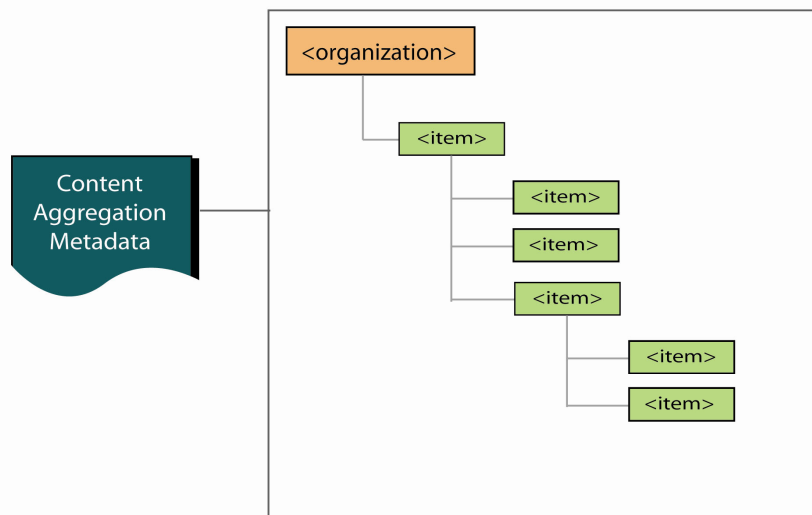 <organization>
<item>
Content
Aggregation
Metadata
<item>
<item>
<item>
<item>
<item>